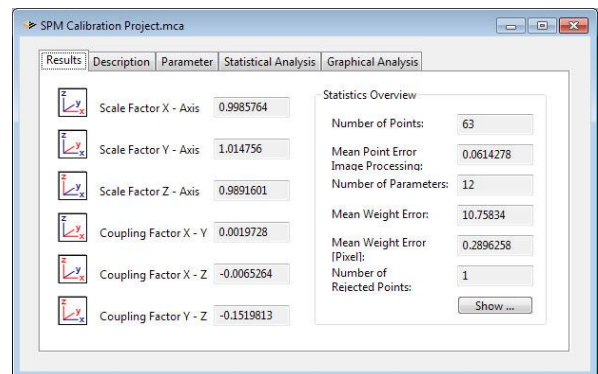 SPM Calibration Project.mca
Results Description Parameter Statistical Analysis Graphical Analysis
z y x Scale Factor X - Axis 0.9985764
z y x Scale Factor Y - Axis 1.014756
z y x Scale Factor Z - Axis 0.9891601
z y x Coupling Factor X - Y 0.0019728
z y x Coupling Factor X - Z -0.0065264
z y x Coupling Factor Y - Z -0.1519813
Statistics Overview
Number of Points: 63
Mean Point Error
Image Processing: 0.0614278
Number of Parameters: 12
Mean Weight Error: 10.75834
Mean Weight Error
[Pixel]: 0.2896258
Number of
Rejected Points: 1
Show ...